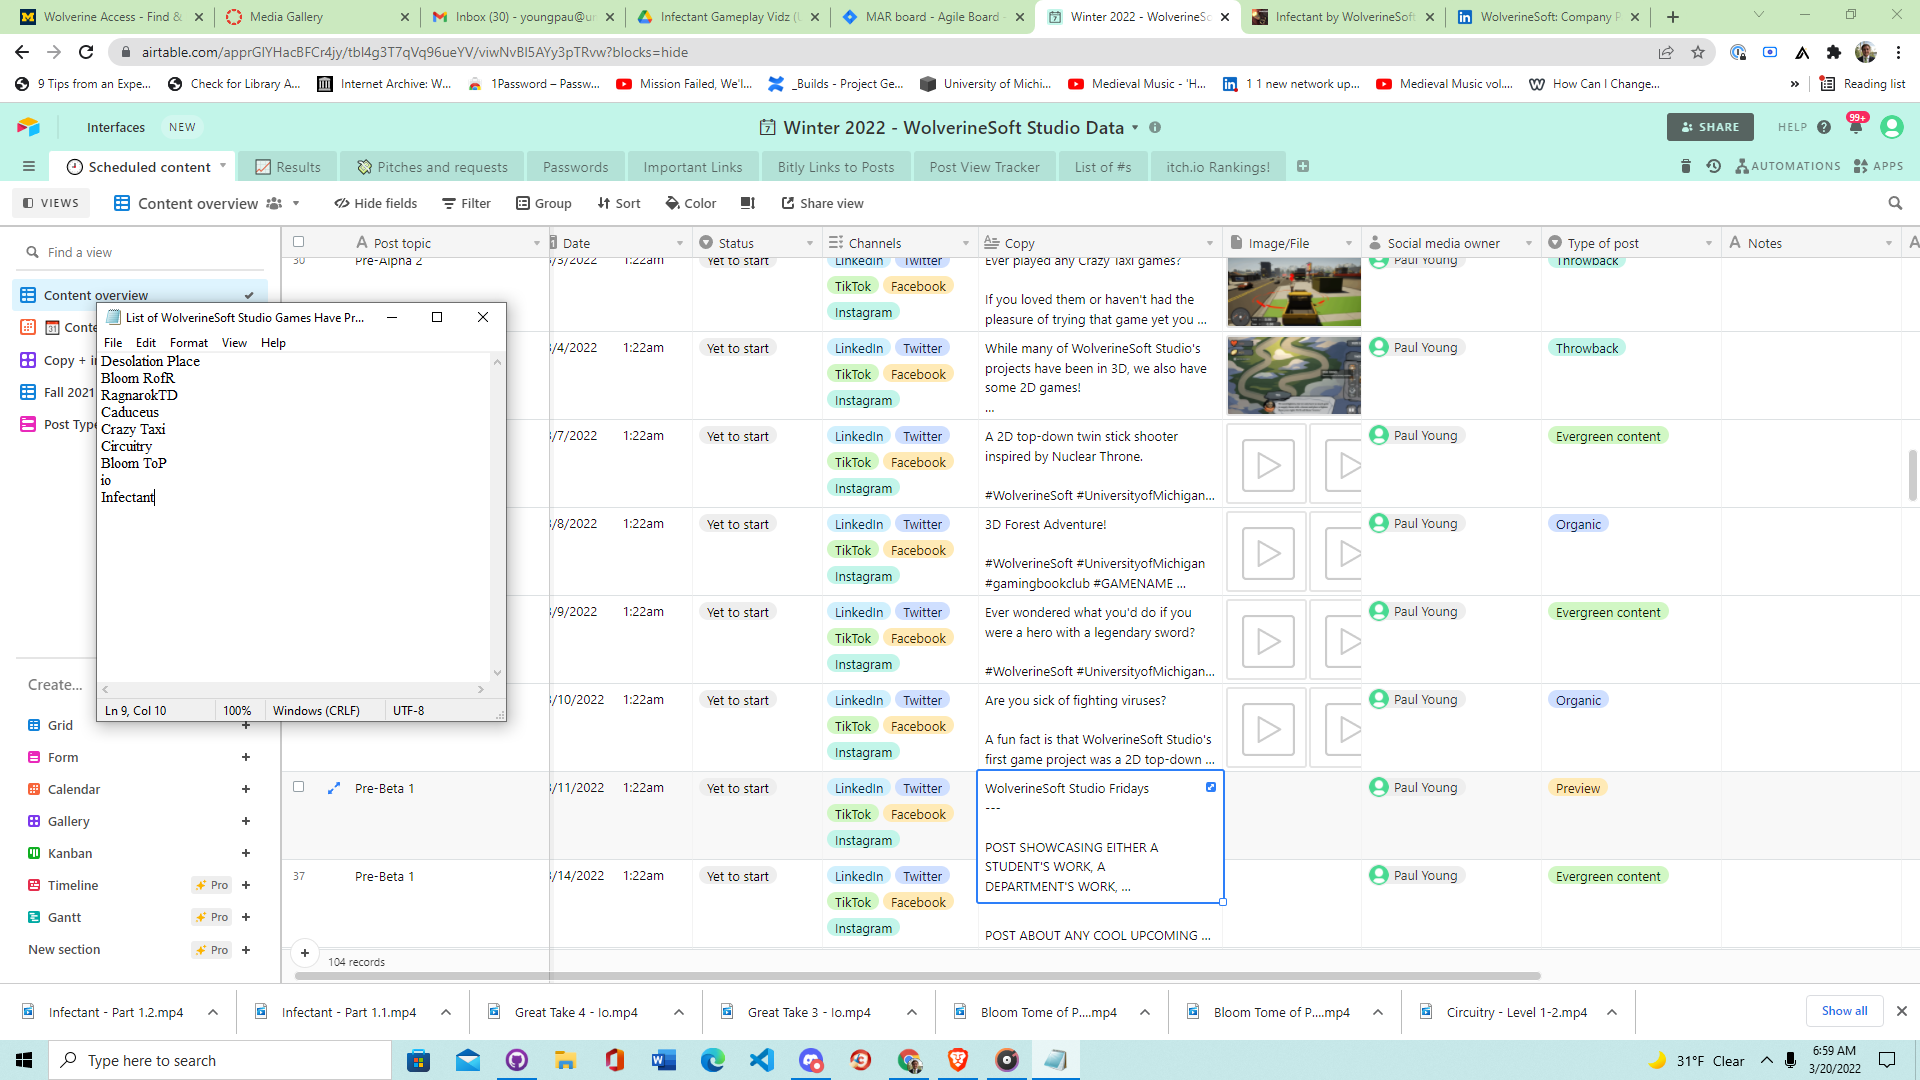 Wolverine Access - Find &
Media Gallery
Inbox (30) - youngpau@u
Infectant Gameplay Vidz (
MAR board - Agile Board -
Winter 2022 - WolverineSo
Infectant by WolverineSoft
WolverineSoft: Company P
airtable.com/apprGIYHacBFCr4jy/tbl4g3T7qVq96ueYV/viwNvBI5AYy3pTRvw?blocks=hide
9 Tips from an Expe...
Check for Library A...
Internet Archive: W...
1Password – Passw...
Mission Failed, We'l...
_Builds - Project Ge...
University of Michi...
Medieval Music - 'H...
1 1 new network up...
Medieval Music vol....
How Can I Change...
»
Reading list
Interfaces
NEW
Winter 2022 - WolverineSoft Studio Data
SHARE
HELP
99+
Scheduled content
Results
Pitches and requests
Passwords
Important Links
Bitly Links to Posts
Post View Tracker
List of #s
itch.io Rankings!
AUTOMATIONS
APPS
VIEWS
Content overview
Hide fields
Filter
Group
Sort
Color
Share view
Find a view
Content overview
Conte
Copy + i
Fall 2021
Post Type
Create...
Grid
Form
Calendar
Gallery
Kanban
Timeline
Pro
Gantt
Pro
New section
Pro
List of WolverineSoft Studio Games Have Pr...
File
Edit
Format
View
Help
Desolation Place
Bloom RofR
RagnarokTD
Caduceus
Crazy Taxi
Circuitry
Bloom ToP
io
Infectant
Ln 9, Col 10
100%
Windows (CRLF)
UTF-8
Post topic
Date
Status
Channels
Copy
Image/File
Social media owner
Type of post
Notes
30
Pre-Alpha 2
/3/2022 1:22am
Yet to start
LinkedIn Twitter
TikTok Facebook
Instagram
Ever played any Crazy Taxi games?
If you loved them or haven't had the
pleasure of trying that game yet you ...
Paul Young
Throwback
/4/2022 1:22am
Yet to start
LinkedIn Twitter
TikTok Facebook
Instagram
While many of WolverineSoft Studio's
projects have been in 3D, we also have
some 2D games!
...
Paul Young
Throwback
/7/2022 1:22am
Yet to start
LinkedIn Twitter
TikTok Facebook
Instagram
A 2D top-down twin stick shooter
inspired by Nuclear Throne.
#WolverineSoft #UniversityofMichigan...
Paul Young
Evergreen content
/8/2022 1:22am
Yet to start
LinkedIn Twitter
TikTok Facebook
Instagram
3D Forest Adventure!
#WolverineSoft #UniversityofMichigan
#gamingbookclub #GAMENAME ...
Paul Young
Organic
/9/2022 1:22am
Yet to start
LinkedIn Twitter
TikTok Facebook
Instagram
Ever wondered what you'd do if you
were a hero with a legendary sword?
#WolverineSoft #UniversityofMichigan...
Paul Young
Evergreen content
/10/2022 1:22am
Yet to start
LinkedIn Twitter
TikTok Facebook
Instagram
Are you sick of fighting viruses?
A fun fact is that WolverineSoft Studio's
first game project was a 2D top-down ...
Paul Young
Organic
Pre-Beta 1
/11/2022 1:22am
Yet to start
LinkedIn Twitter
TikTok Facebook
Instagram
WolverineSoft Studio Fridays
---
POST SHOWCASING EITHER A
STUDENT'S WORK, A
DEPARTMENT'S WORK, ...
Paul Young
Preview
37
Pre-Beta 1
/14/2022 1:22am
Yet to start
LinkedIn Twitter
TikTok Facebook
Instagram
POST ABOUT ANY COOL UPCOMING ...
Paul Young
Evergreen content
104 records
Infectant - Part 1.2.mp4
Infectant - Part 1.1.mp4
Great Take 4 - Io.mp4
Great Take 3 - Io.mp4
Bloom Tome of P....mp4
Bloom Tome of P....mp4
Circuitry - Level 1-2.mp4
Show all
Type here to search
31°F Clear
6:59 AM
3/20/2022